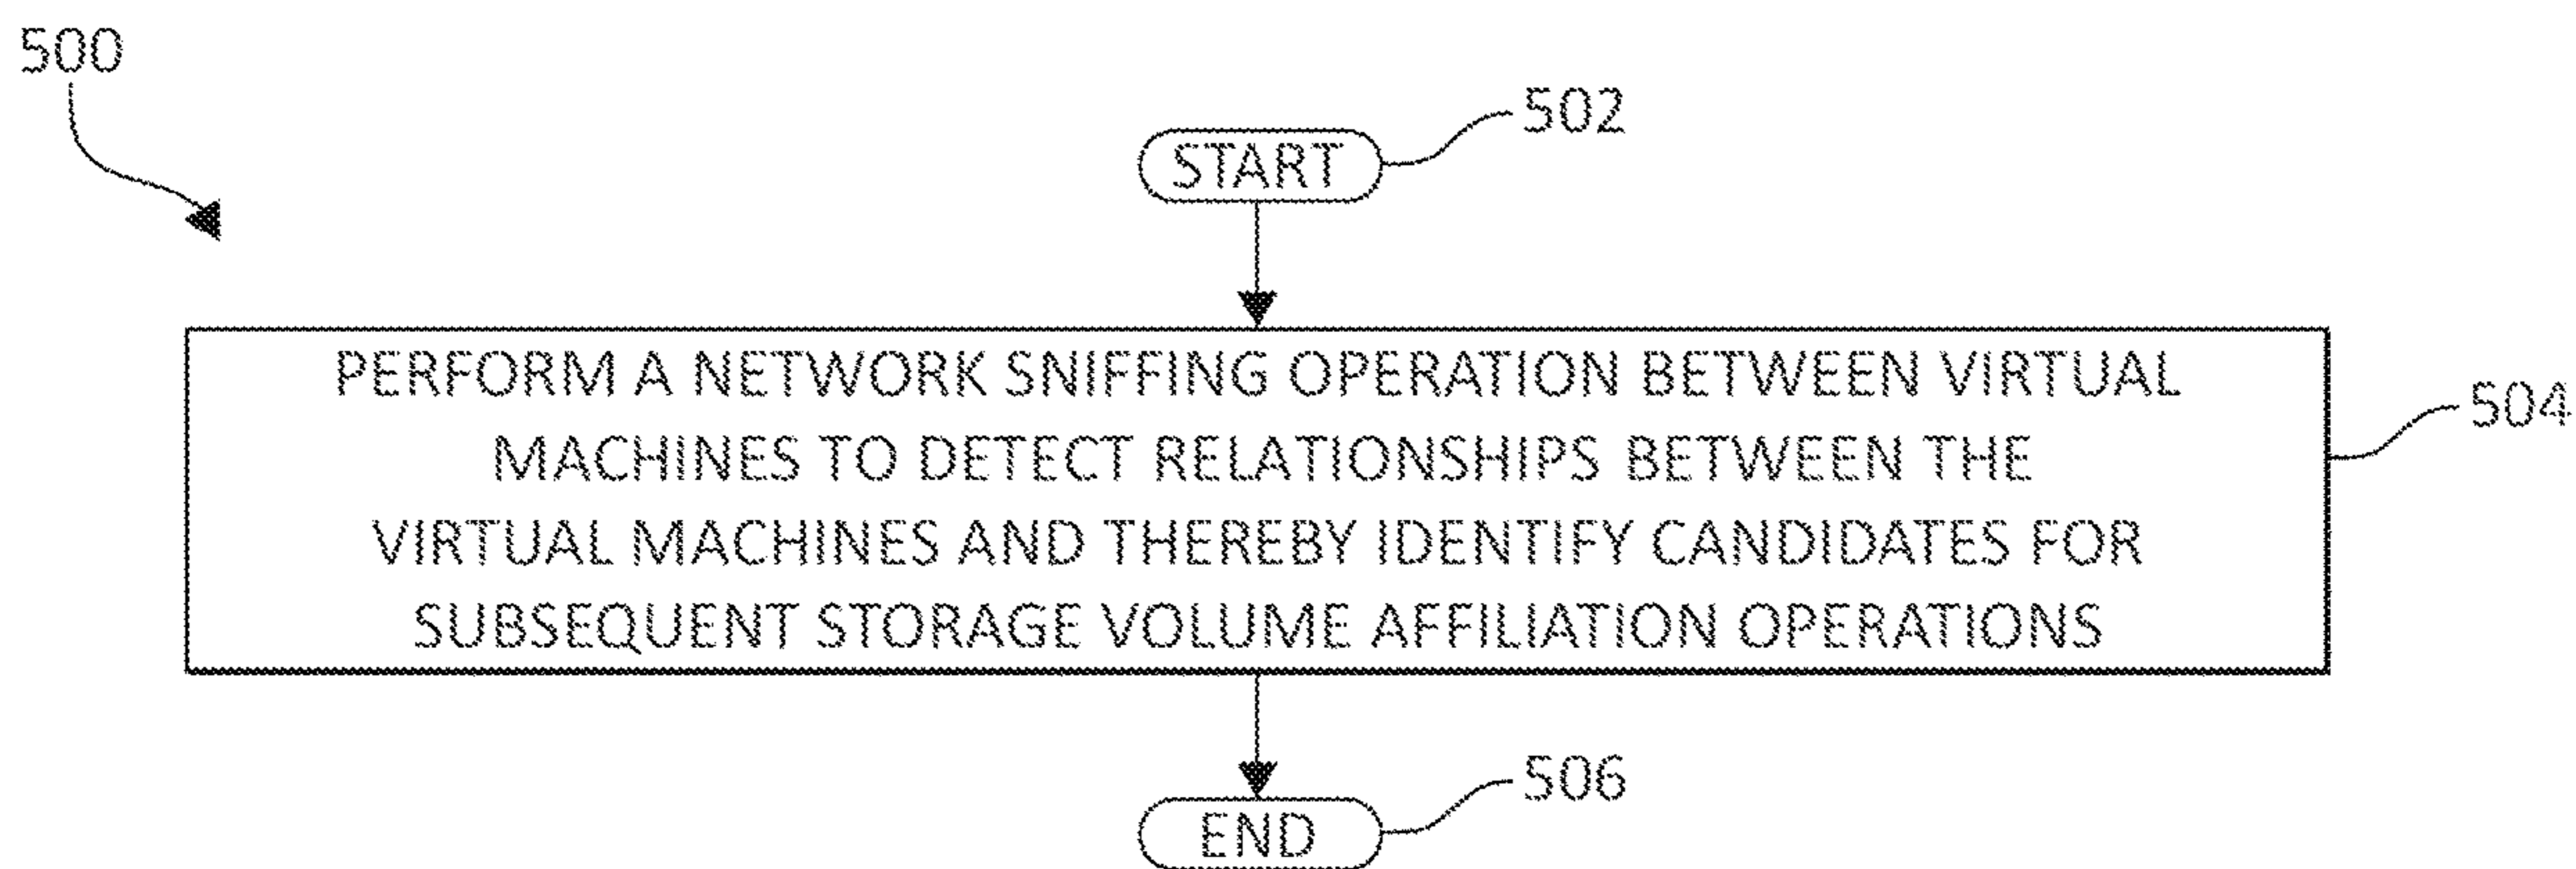 500
502
START
PERFORM A NETWORK SNIFFING OPERATION BETWEEN VIRTUAL
MACHINES TO DETECT RELATIONSHIPS BETWEEN THE
VIRTUAL MACHINES AND THEREBY IDENTIFY CANDIDATES FOR
SUBSEQUENT STORAGE VOLUME AFFILIATION OPERATIONS
504
506
END